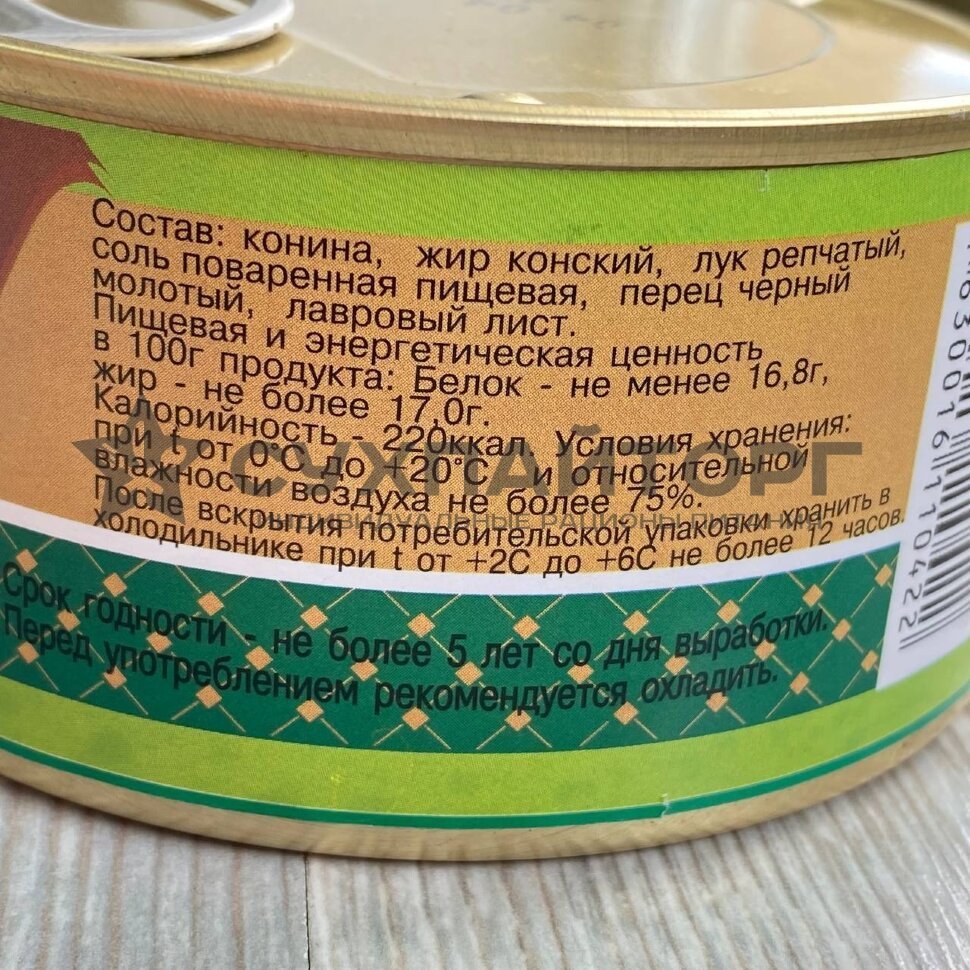 Состав: конина, жир конский, лук репчатый,
соль поваренная пищевая, перец черный
молотый, лавровый лист.
Пищевая и энергетическая ценность
в 100г продукта: Белок - не менее 16,8г,
жир - не более 17,0г.
Калорийность - 220ккал. Условия хранения:
при t от 0°С до +20°С и относительной
влажности воздуха не более 75%.
После вскрытия потребительской упаковки хранить в
холодильнике при t от +2С до +6С не более 12 часов.
Срок годности - не более 5 лет со дня выработки.
Перед употреблением рекомендуется охладить.
СУХПАЙ ОРГ
ИНДИВИДУАЛЬНЫЕ РАЦИОНЫ ПИТАНИЯ